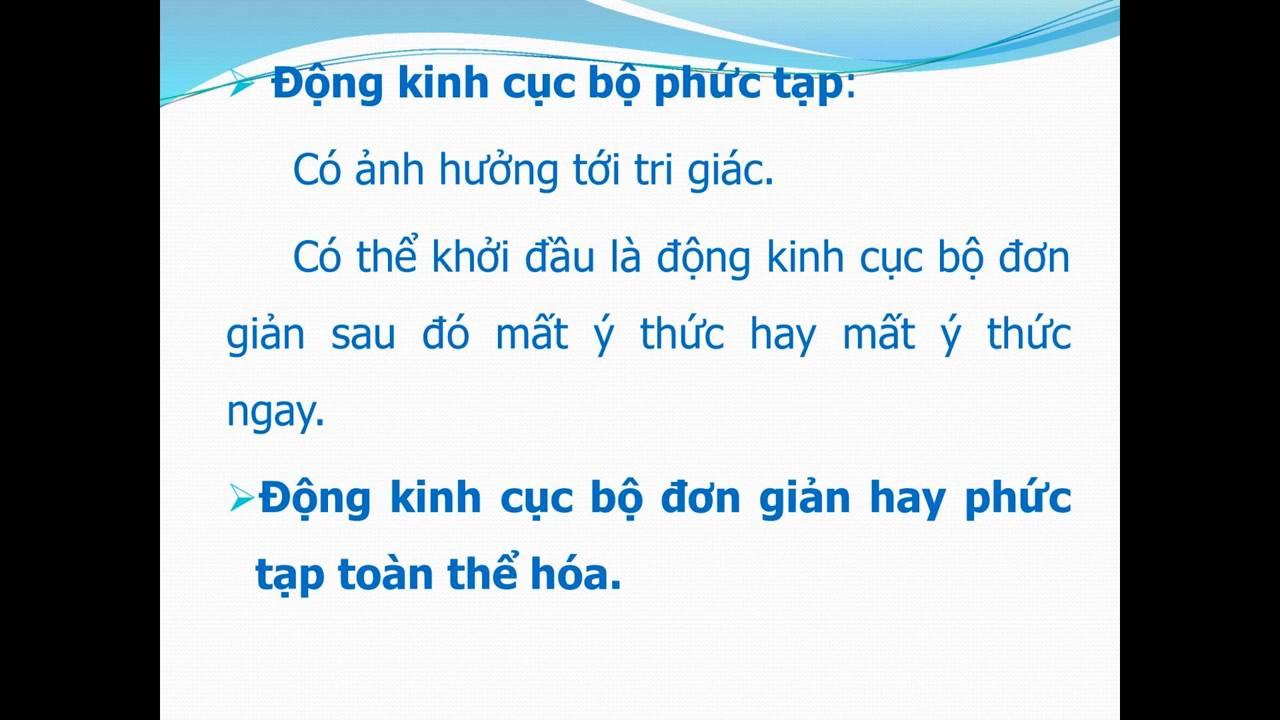 Động kinh cục bộ phức tạp:
Có ảnh hưởng tới tri giác.
Có thể khởi đầu là động kinh cục bộ đơn
giản sau đó mất ý thức hay mất ý thức
ngay.
Động kinh cục bộ đơn giản hay phức
tạp toàn thể hóa.